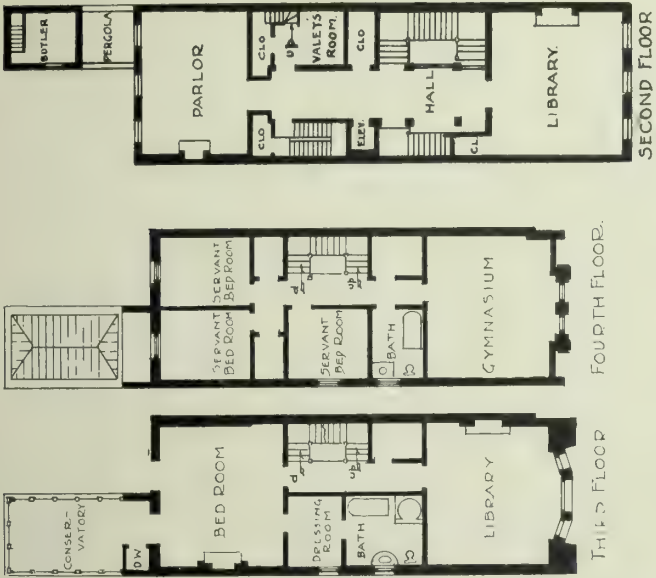 BUTLER
PERGOLA
PARLOR
CLO
UP
VALETS
ROOM.
CLO
CLO
ELEV.
HALL
CL.
LIBRARY.
SECOND FLOOR
SERVANT
BED ROOM
SERVANT
BED ROOM
SERVANT
BED ROOM
d
UP
BATH
GYMNASIUM
FOURTH FLOOR.
CONSER-
VATORY
DW
BED ROOM
d
UP
DRESSING
ROOM
BATH
LIBRARY
THIRD FLOOR